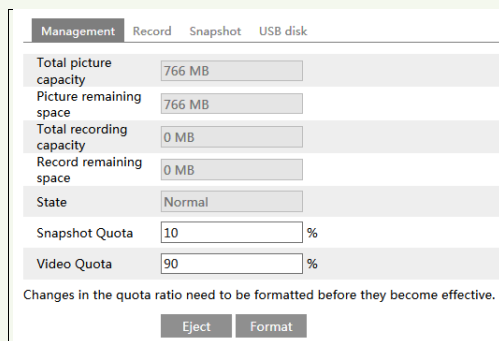 Management Record Snapshot USB disk
Total picture
capacity
766 MB
Picture remaining
space
766 MB
Total recording
capacity
0 MB
Record remaining
space
0 MB
State Normal
Snapshot Quota 10 %
Video Quota 90 %
Changes in the quota ratio need to be formatted before they become effective.
Eject Format